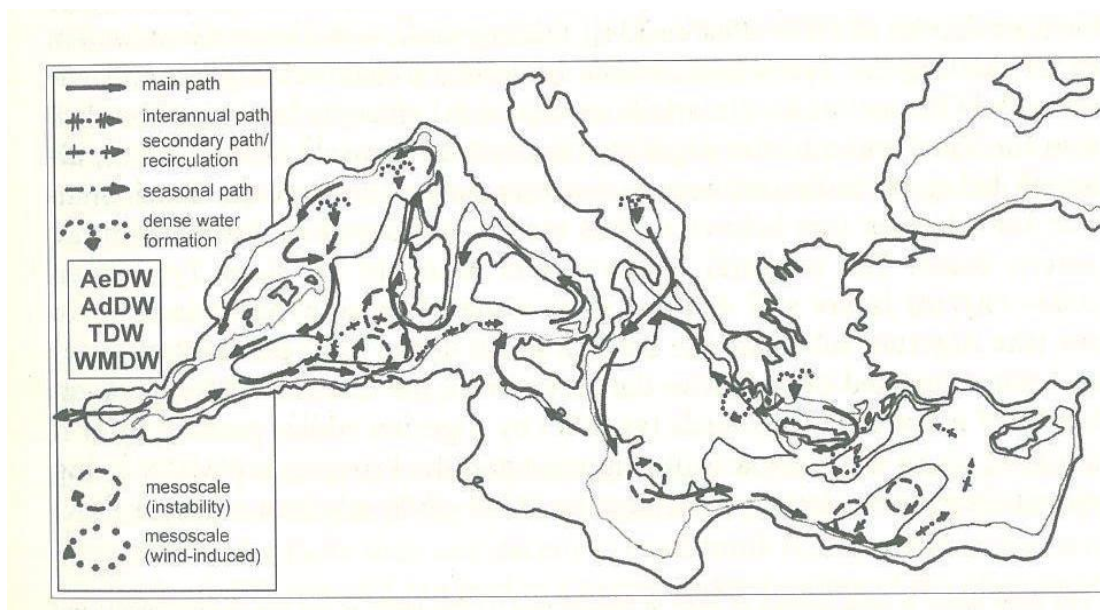 main path
interannual path
secondary path/
recirculation
seasonal path
dense water
formation
AeDW
AdDW
TDW
WMDW
mesoscale
(instability)
mesoscale
(wind-induced)